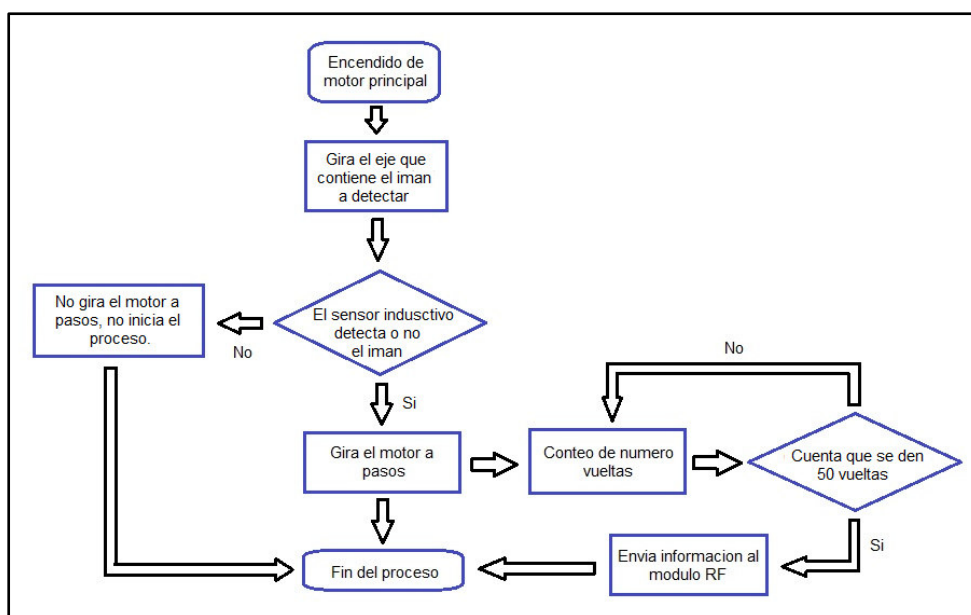 Encendido de
motor principal
Gira el eje que
contiene el iman
a detectar
El sensor indusctivo
detecta o no
el iman
No
No gira el motor a
pasos, no inicia el
proceso.
Si
Gira el motor a
pasos
Conteo de numero
vueltas
No
Cuenta que se den
50 vueltas
Si
Envia informacion al
modulo RF
Fin del proceso